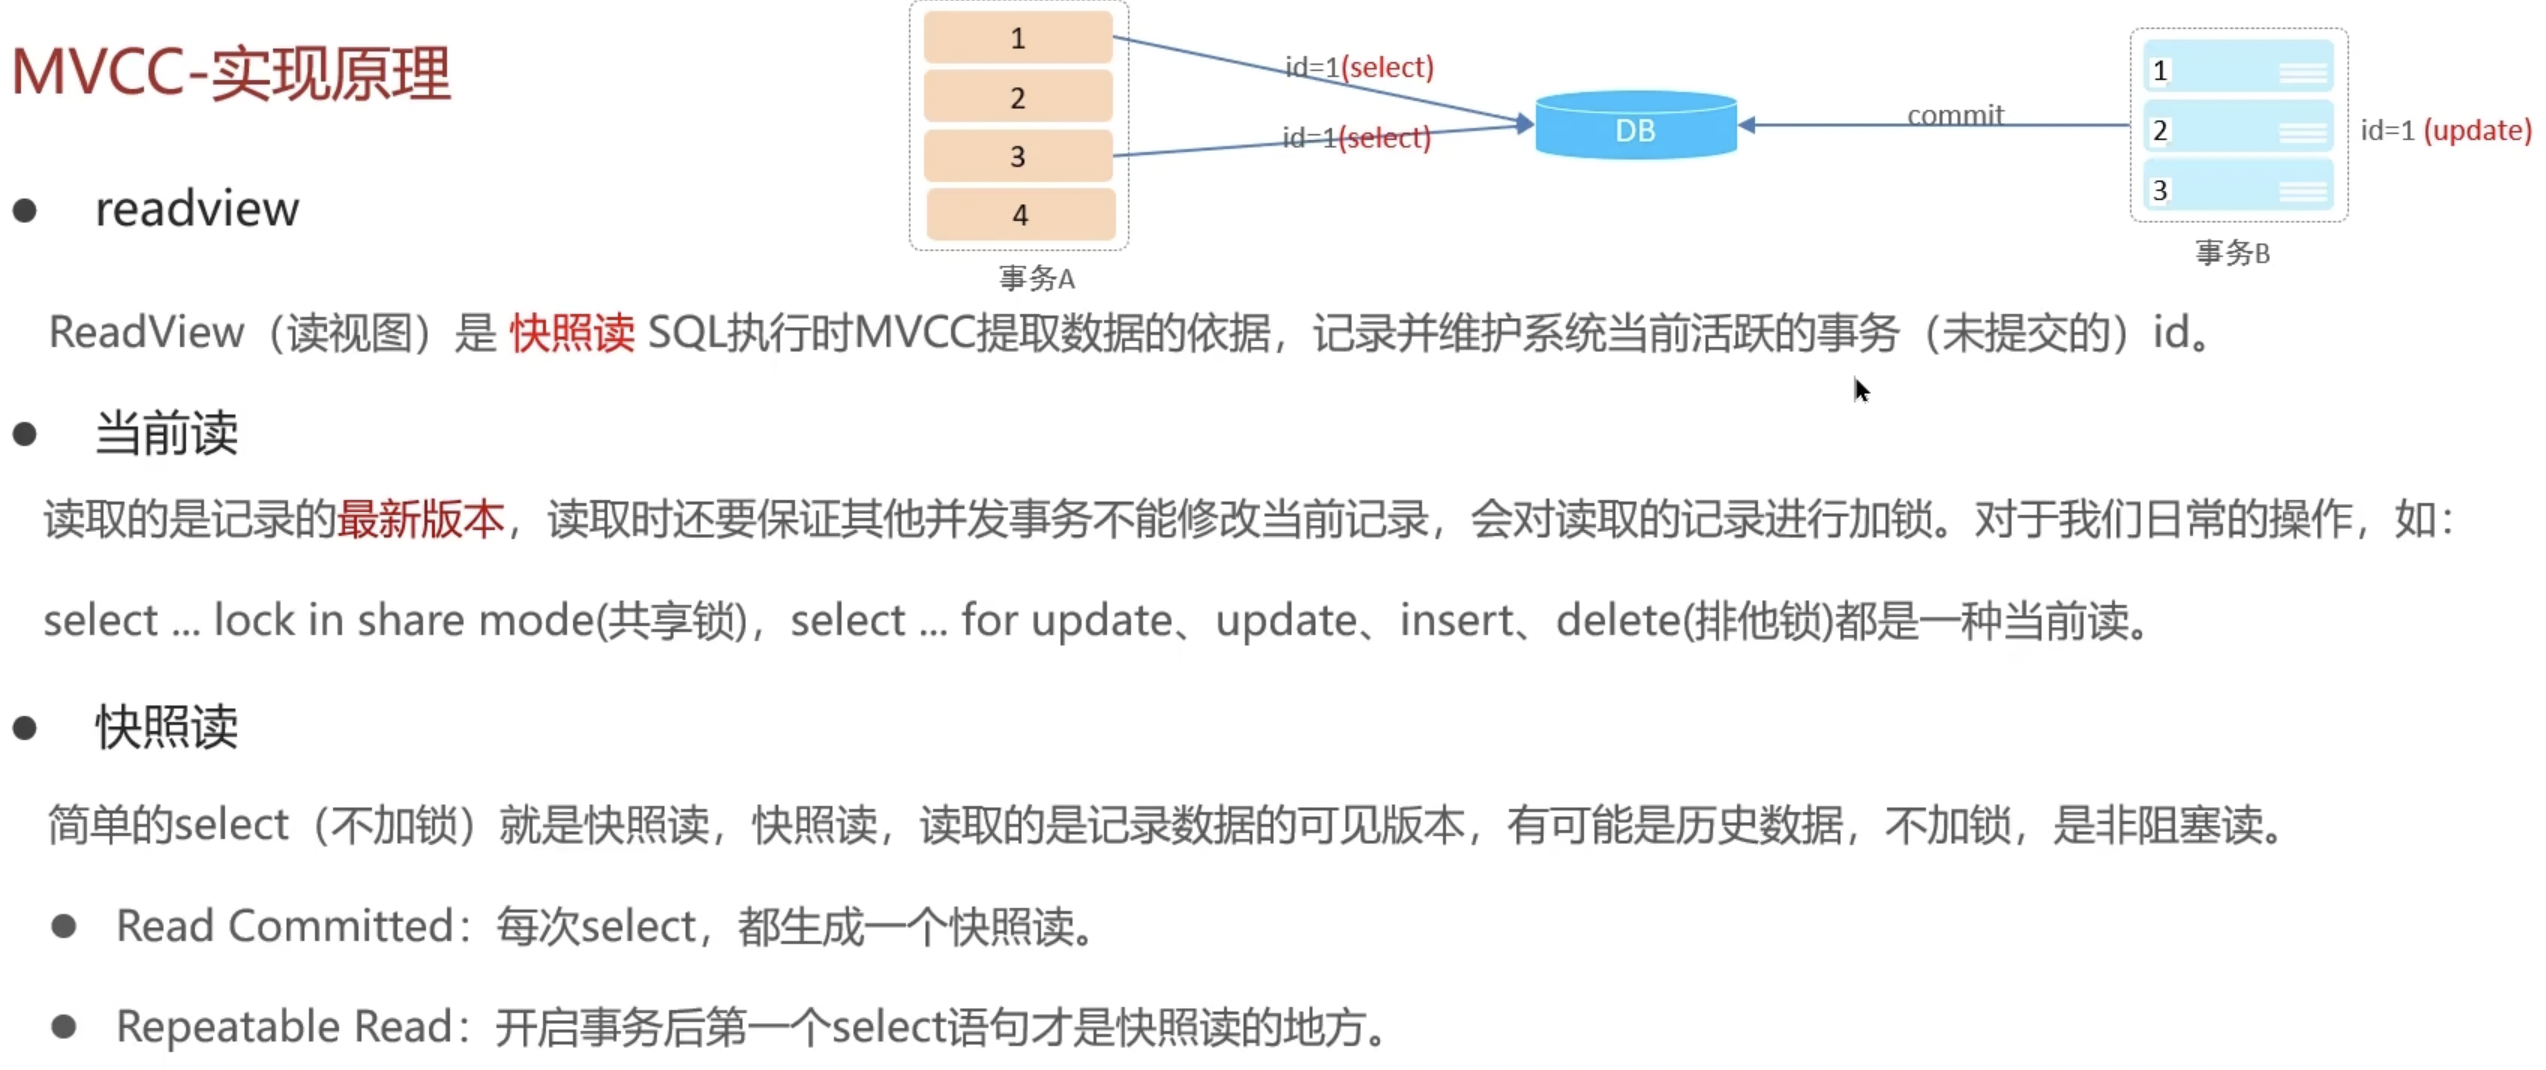 MVCC-实现原理
1
2
3
4
事务A
id=1(select)
id=1(select)
DB
commit
1
2
3
id=1 (update)
事务B
readview
ReadView（读视图）是 快照读 SQL执行时MVCC提取数据的依据，记录并维护系统当前活跃的事务（未提交的）id。
当前读
读取的是记录的最新版本，读取时还要保证其他并发事务不能修改当前记录，会对读取的记录进行加锁。对于我们日常的操作，如：
select ... lock in share mode(共享锁)，select ... for update、update、insert、delete(排他锁)都是一种当前读。
快照读
简单的select（不加锁）就是快照读，快照读，读取的是记录数据的可见版本，有可能是历史数据，不加锁，是非阻塞读。
Read Committed：每次select，都生成一个快照读。
Repeatable Read：开启事务后第一个select语句才是快照读的地方。